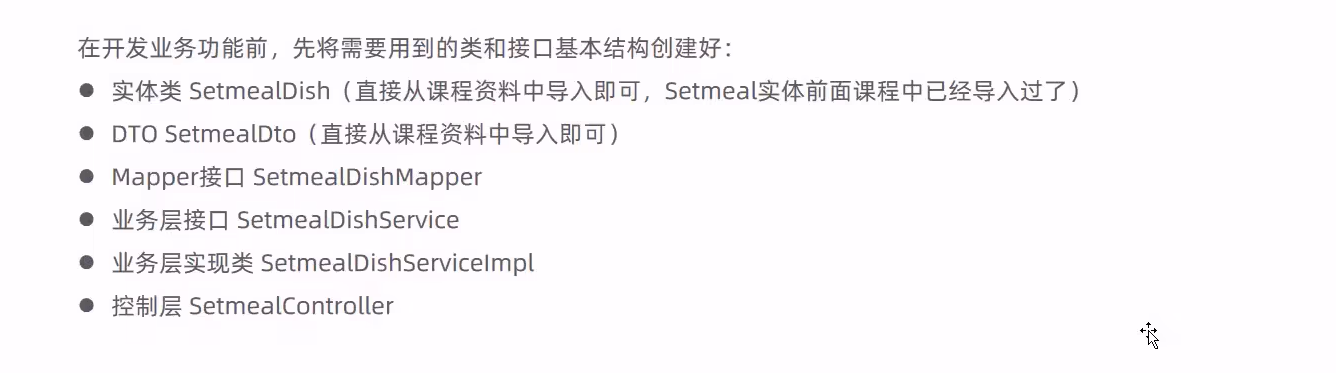 在开发业务功能前，先将需要用到的类和接口基本结构创建好：
● 实体类 SetmealDish（直接从课程资料中导入即可，Setmeal实体前面课程中已经导入过了）
● DTO SetmealDto（直接从课程资料中导入即可）
● Mapper接口 SetmealDishMapper
● 业务层接口 SetmealDishService
● 业务层实现类 SetmealDishServiceImpl
● 控制层 SetmealController